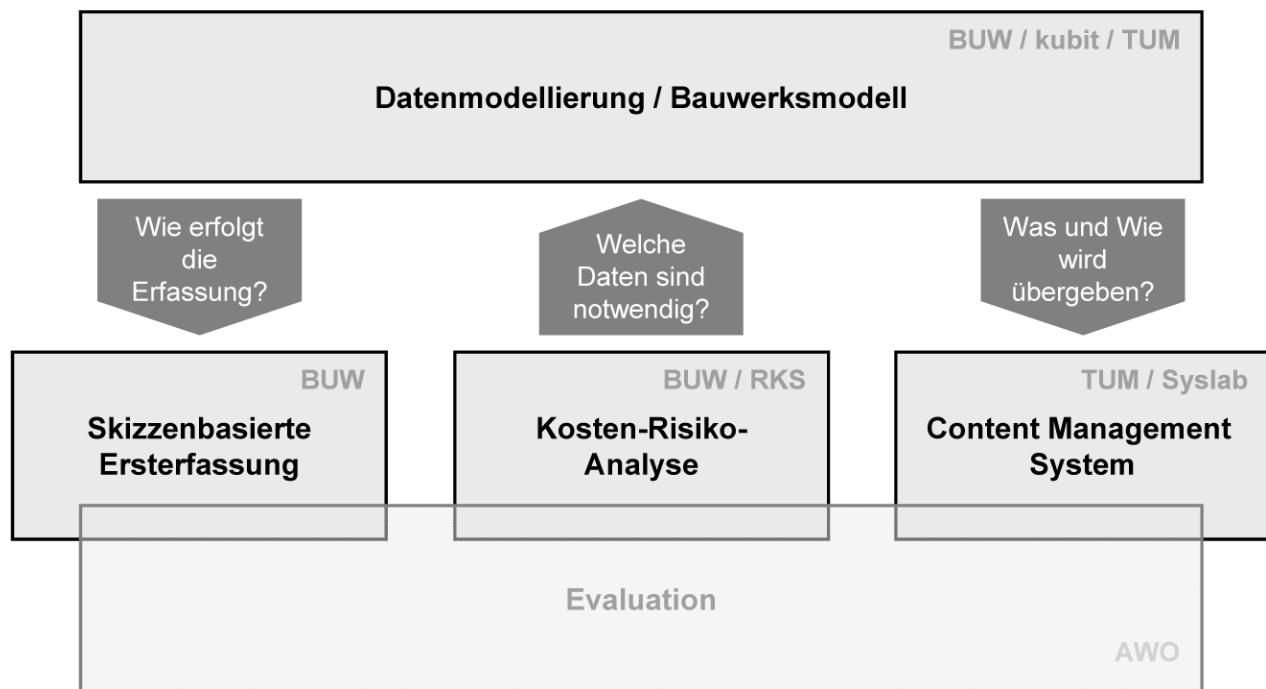 BUW / kubit / TUM
Datenmodellierung / Bauwerksmodell
Wie erfolgt
die
Erfassung?
Welche
Daten sind
notwendig?
Was und Wie
wird
übergeben?
BUW
Skizzenbasierte
Ersterfassung
BUW / RKS
Kosten-Risiko-
Analyse
TUM / Syslab
Content Management
System
Evaluation
AWO